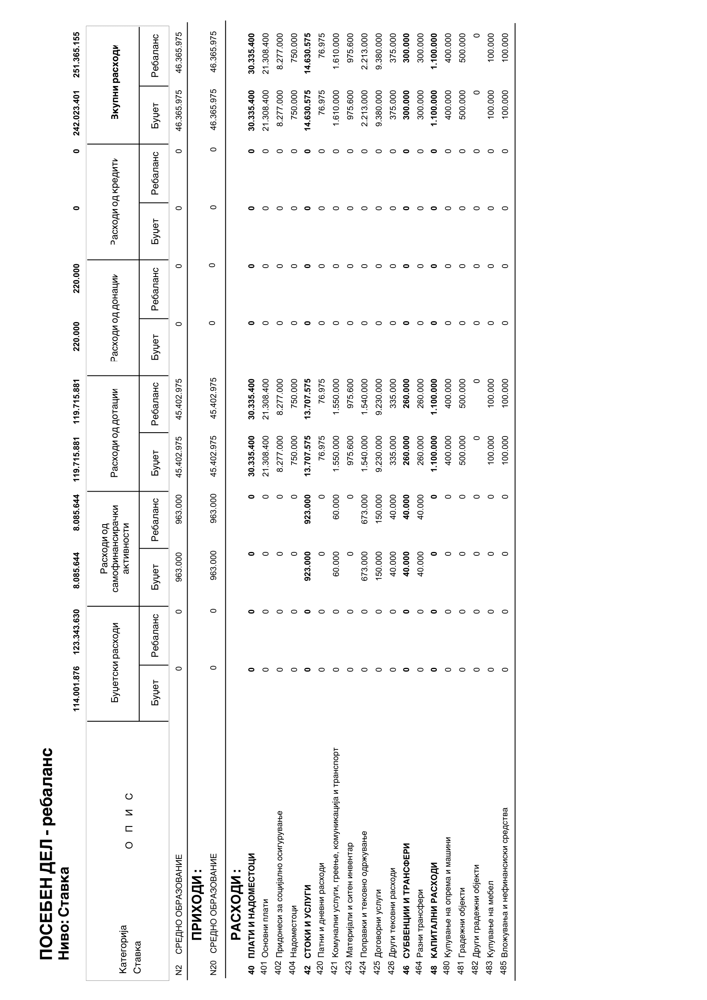 ПОСЕБЕН ДЕЛ - ребаланс
Ниво: Ставка
114.001.876 123.343.630 8.085.644 8.085.644 119.715.881 119.715.881 220.000 220.000 0 0 242.023.401 251.365.155
Категорија
Ставка
О П И С
Буџетски расходи
Расходи од
самофинансирачки
активности
Расходи од дотации
Расходи од донации
Расходи од кредити
Вкупни расходи
Буџет Ребаланс Буџет Ребаланс Буџет Ребаланс Буџет Ребаланс Буџет Ребаланс Буџет Ребаланс
N2 СРЕДНО ОБРАЗОВАНИЕ 0 0 963.000 963.000 45.402.975 45.402.975 0 0 0 0 46.365.975 46.365.975
ПРИХОДИ :
N20 СРЕДНО ОБРАЗОВАНИЕ 0 0 963.000 963.000 45.402.975 45.402.975 0 0 0 0 46.365.975 46.365.975
РАСХОДИ :
40 ПЛАТИ И НАДОМЕСТОЦИ 0 0 0 0 30.335.400 30.335.400 0 0 0 0 30.335.400 30.335.400
401 Основни плати 0 0 0 0 21.308.400 21.308.400 0 0 0 0 21.308.400 21.308.400
402 Придонеси за социјално осигурување 0 0 0 0 8.277.000 8.277.000 0 0 0 0 8.277.000 8.277.000
404 Надоместоци 0 0 0 0 750.000 750.000 0 0 0 0 750.000 750.000
42 СТОКИ И УСЛУГИ 0 0 923.000 923.000 13.707.575 13.707.575 0 0 0 0 14.630.575 14.630.575
420 Патни и дневни расходи 0 0 0 0 76.975 76.975 0 0 0 0 76.975 76.975
421 Комунални услуги, греење, комуникација и транспорт 0 0 60.000 60.000 1.550.000 1.550.000 0 0 0 0 1.610.000 1.610.000
423 Материјали и ситен инвентар 0 0 0 0 975.600 975.600 0 0 0 0 975.600 975.600
424 Поправки и тековно одржување 0 0 673.000 673.000 1.540.000 1.540.000 0 0 0 0 2.213.000 2.213.000
425 Договорни услуги 0 0 150.000 150.000 9.230.000 9.230.000 0 0 0 0 9.380.000 9.380.000
426 Други тековни расходи 0 0 40.000 40.000 335.000 335.000 0 0 0 0 375.000 375.000
46 СУБВЕНЦИИ И ТРАНСФЕРИ 0 0 40.000 40.000 260.000 260.000 0 0 0 0 300.000 300.000
464 Разни трансфери 0 0 40.000 40.000 260.000 260.000 0 0 0 0 300.000 300.000
48 КАПИТАЛНИ РАСХОДИ 0 0 0 0 1.100.000 1.100.000 0 0 0 0 1.100.000 1.100.000
480 Купување на опрема и машини 0 0 0 0 400.000 400.000 0 0 0 0 400.000 400.000
481 Градежни објекти 0 0 0 0 500.000 500.000 0 0 0 0 500.000 500.000
482 Други градежни објекти 0 0 0 0 0 0 0 0 0 0 0 0
483 Купување на мебел 0 0 0 0 100.000 100.000 0 0 0 0 100.000 100.000
485 Вложувања и нефинансиски средства 0 0 0 0 100.000 100.000 0 0 0 0 100.000 100.000